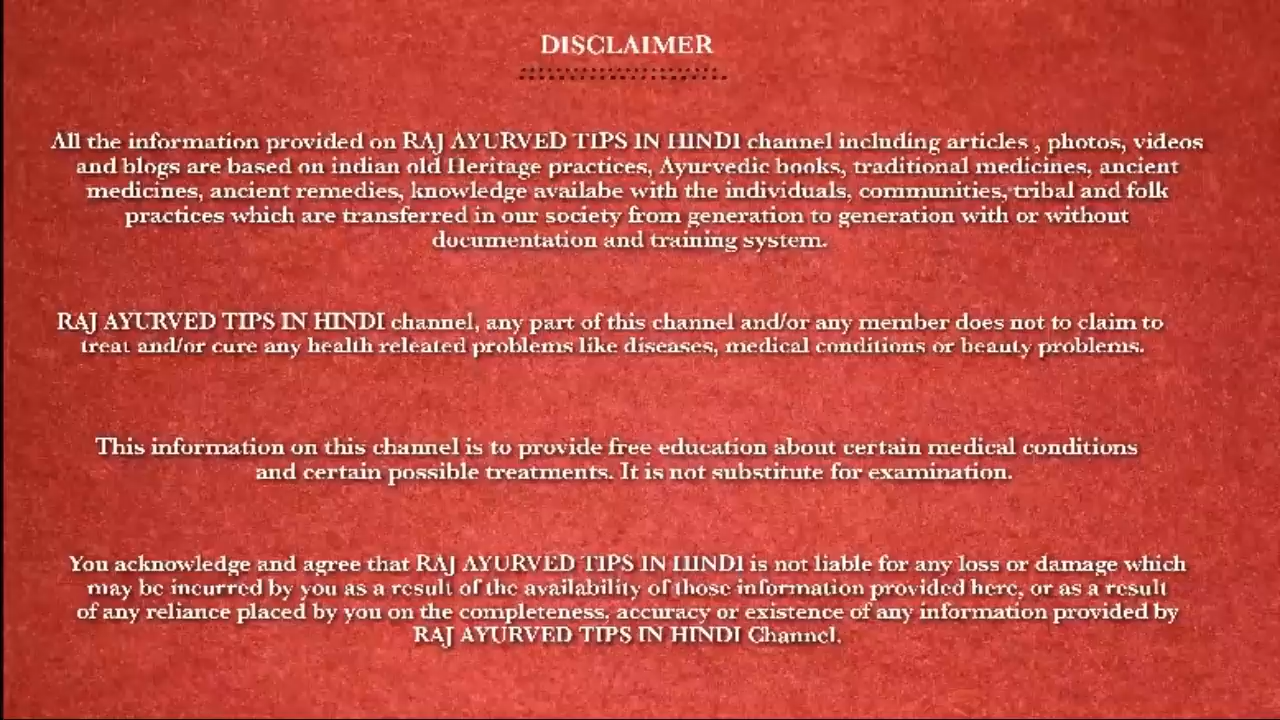 DISCLAIMER
All the information provided on RAJ AYURVED TIPS IN HINDI channel including articles , photos, videos
and blogs are based on indian old Heritage practices, Ayurvedic books, traditional medicines, ancient
medicines, ancient remedies, knowledge availabe with the individuals, communities, tribal and folk
practices which are transferred in our society from generation to generation with or without
documentation and training system.
RAJ AYURVED TIPS IN HINDI channel, any part of this channel and/or any member does not to claim to
treat and/or cure any health releated problems like diseases, medical conditions or beauty problems.
This information on this channel is to provide free education about certain medical conditions
and certain possible treatments. It is not substitute for examination.
You acknowledge and agree that RAJ AYURVED TIPS IN HINDI is not liable for any loss or damage which
may be incurred by you as a result of the availability of those information provided here, or as a result
of any reliance placed by you on the completeness, accuracy or existence of any information provided by
RAJ AYURVED TIPS IN HINDI Channel.